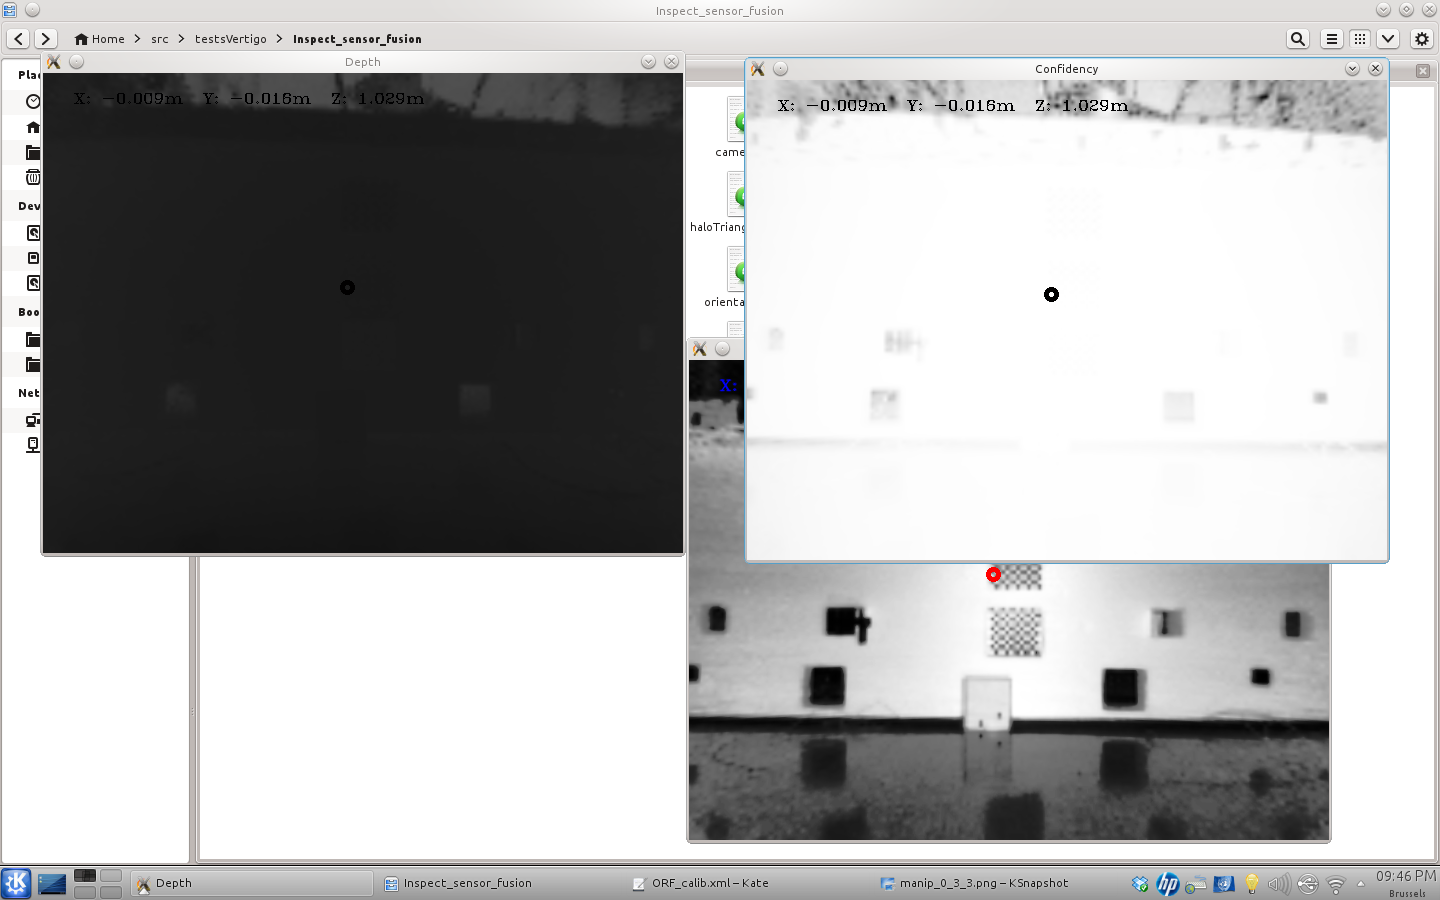 Inspect_sensor_fusion
Home > src > testsVertigo > Inspect_sensor_fusion
Plac
Dev
Boo
Net
Depth
X: -0.009m Y: -0.016m Z: 1.029m
came
haloTriang
orienta
Confidency
X: -0.009m Y: -0.016m Z: 1.029m
X:
Depth
Inspect_sensor_fusion
ORF_calib.xml – Kate
manip_0_3_3.png – KSnapshot
09:46 PM
Brussels